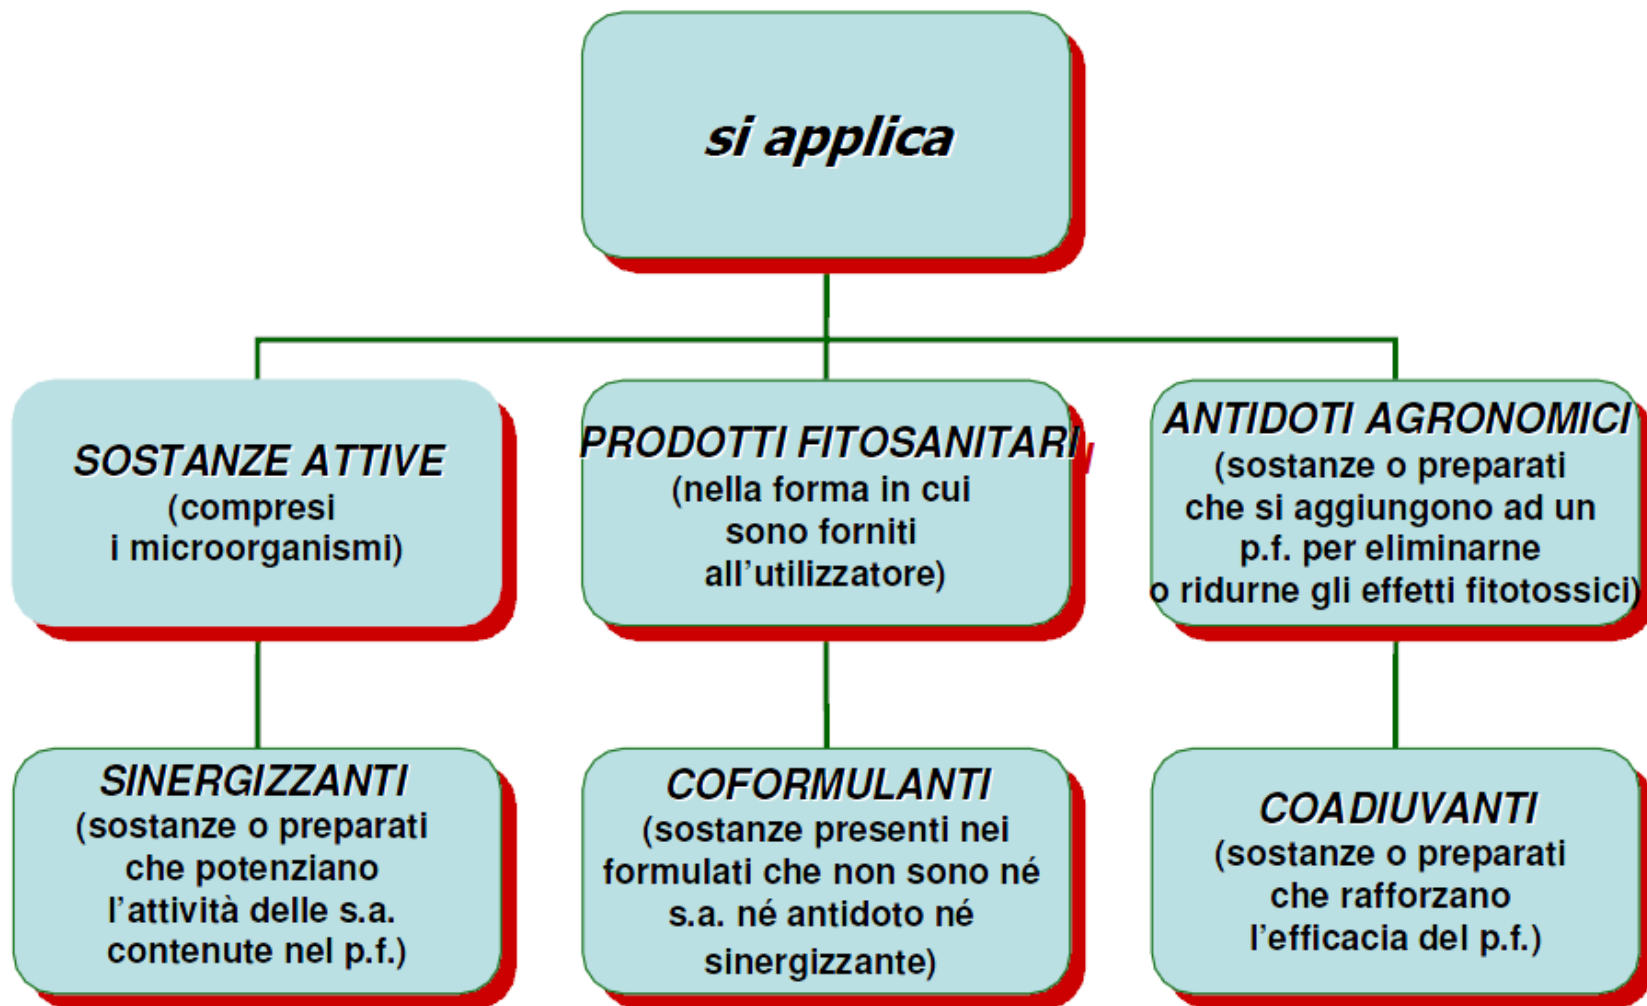 si applica
SOSTANZE ATTIVE
(compresi
i microorganismi)
PRODOTTI FITOSANITARI
(nella forma in cui
sono forniti
all'utilizzatore)
ANTIDOTI AGRONOMICI
(sostanze o preparati
che si aggiungono ad un
p.f. per eliminarne
o ridurne gli effetti fitotossici)
SINERGIZZANTI
(sostanze o preparati
che potenziano
l'attività delle s.a.
contenute nel p.f.)
COFORMULANTI
(sostanze presenti nei
formulati che non sono né
s.a. né antidoto né
sinergizzante)
COADIUVANTI
(sostanze o preparati
che rafforzano
l'efficacia del p.f.)